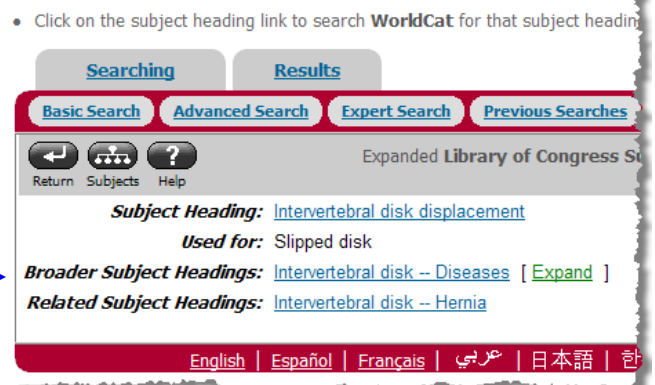 • Click on the subject heading link to search WorldCat for that subject
Searching Results
Basic Search Advanced Search Expert Search Previous Searches
Expanded Library of Congress
Return Subjects Help
Subject Heading: Intervertebral disk displacement
Used for: Slipped disk
Broader Subject Headings: Intervertebral disk -- Diseases [ Expand ]
Related Subject Headings: Intervertebral disk -- Hernia
English | Español | Français | عربي | 日本語 |